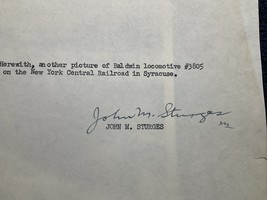 Herewith, another picture of Baldwin locomotive #3805
on the New York Central Railroad in Syracuse.
John M. Sturges
JOHN M. STURGES